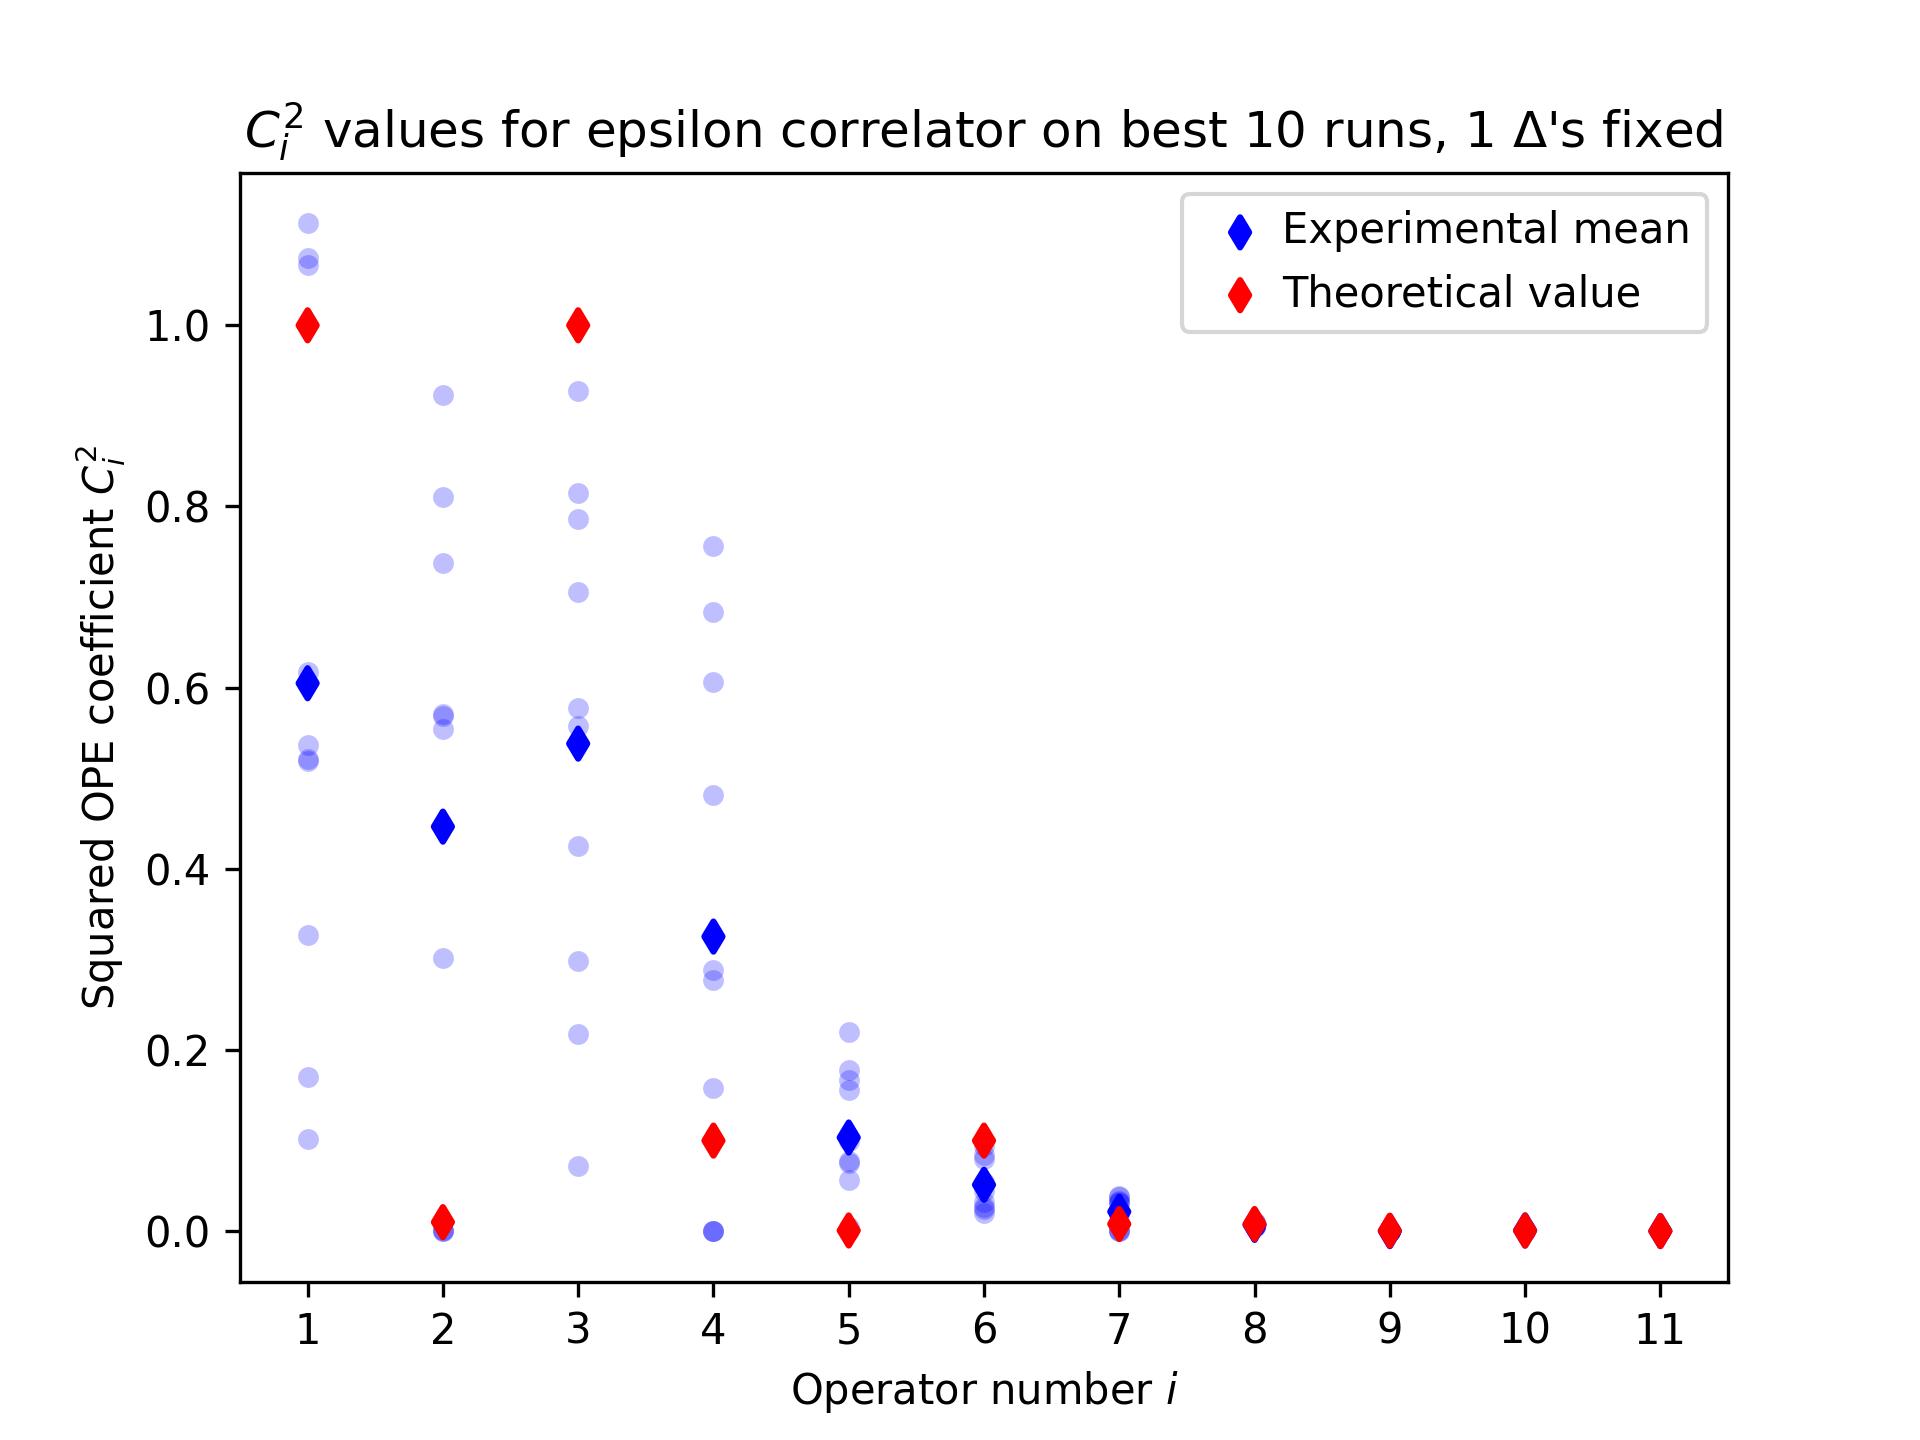 $C_i^2$ values for epsilon correlator on best 10 runs, 1 Δ's fixed
Experimental mean
Theoretical value
Squared OPE coefficient $C_i^2$
1.0
0.8
0.6
0.4
0.2
0.0
1 2 3 4 5 6 7 8 9 10 11
Operator number i